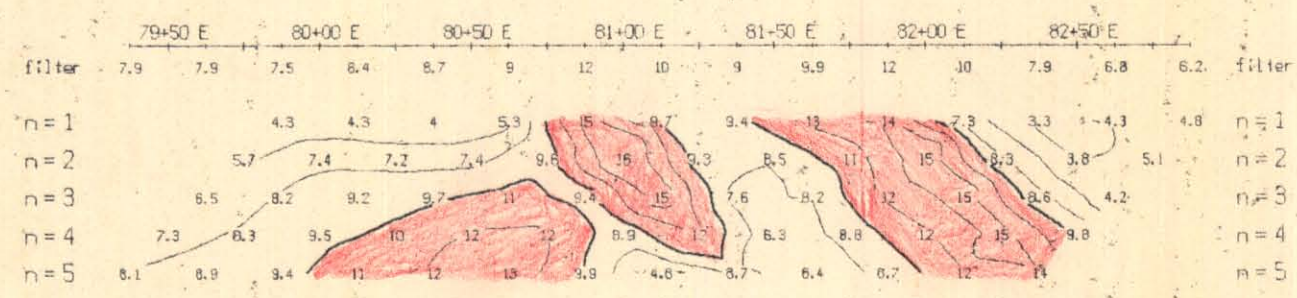 79+50 E 80+00 E 80+50 E 81+00 E 81+50 E 82+00 E 82+50 E
filter 7.9 7.9 7.5 8.4 8.7 9 12 10 9 9.9 12 10 7.9 6.8 6.2 filter
n = 1 4.3 4.3 4 5.3 15 9.7 9.4 13 14 7.3 3.3 4.3 4.8 n = 1
n = 2 5.7 7.4 7.2 7.4 9.6 16 9.3 8.5 11 15 8.3 3.8 5.1 n = 2
n = 3 6.5 8.2 9.2 9.7 11 9.4 15 7.6 8.2 12 15 8.6 4.2 n = 3
n = 4 7.3 8.3 9.5 10 12 12 8.9 6.3 8.8 12 15 9.8 n = 4
n = 5 8.1 8.9 9.4 11 12 13 9.9 4.8 8.7 6.4 8.7 12 14 n = 5